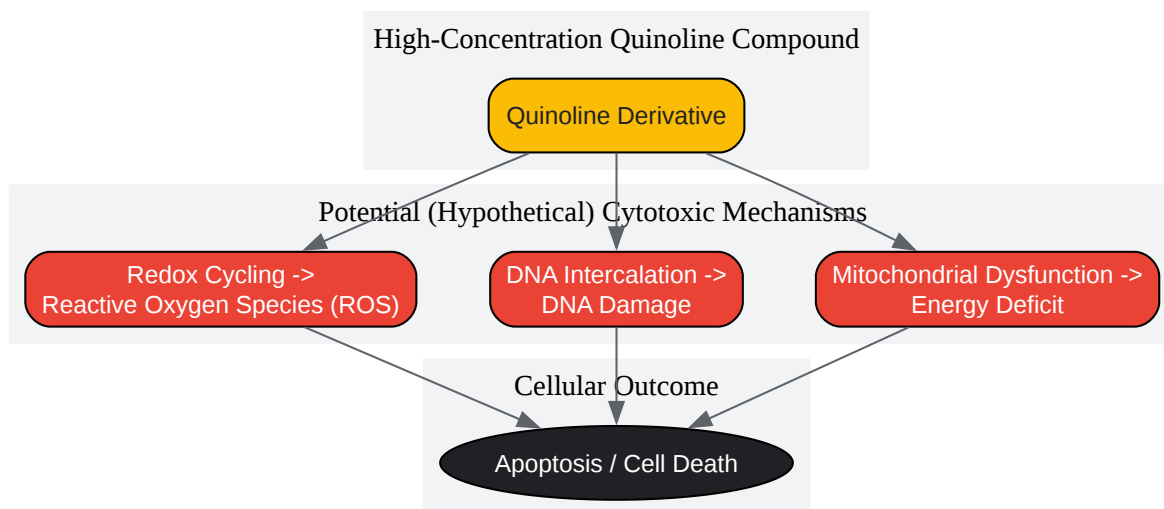 High-Concentration Quinoline Compound
Quinoline Derivative
Potential (Hypothetical) Cytotoxic Mechanisms
Redox Cycling ->
Reactive Oxygen Species (ROS)
DNA Intercalation ->
DNA Damage
Mitochondrial Dysfunction ->
Energy Deficit
Cellular Outcome
Apoptosis / Cell Death